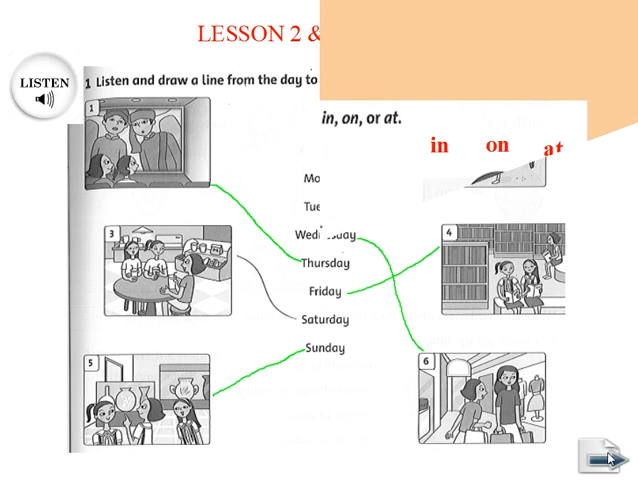 LESSON 2 &
LISTEN
1 Listen and draw a line from the day to
in, on, or at.
in on at
1
Mo
Tue
Wednesday
3
4
Thursday
Friday
Saturday
Sunday
5
6